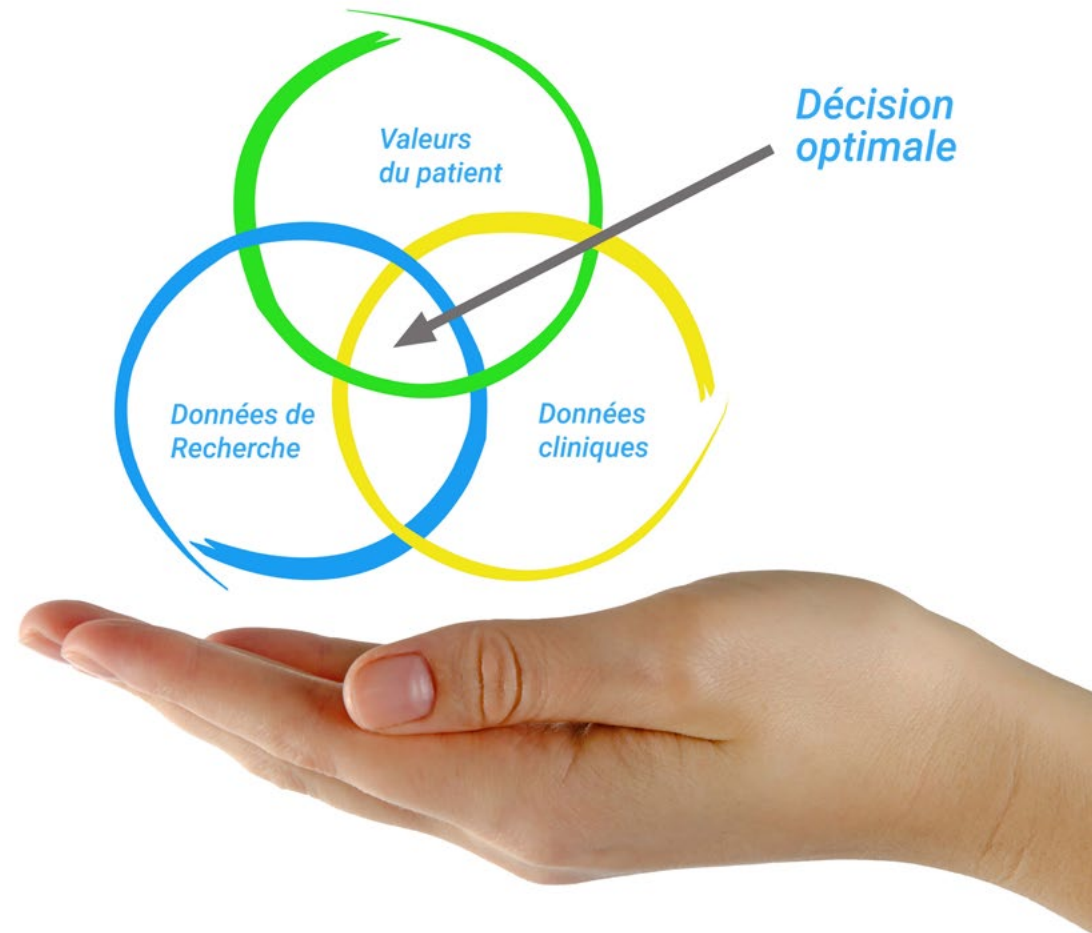 Valeurs
du patient
Décision
optimale
Données de
Recherche
Données
cliniques